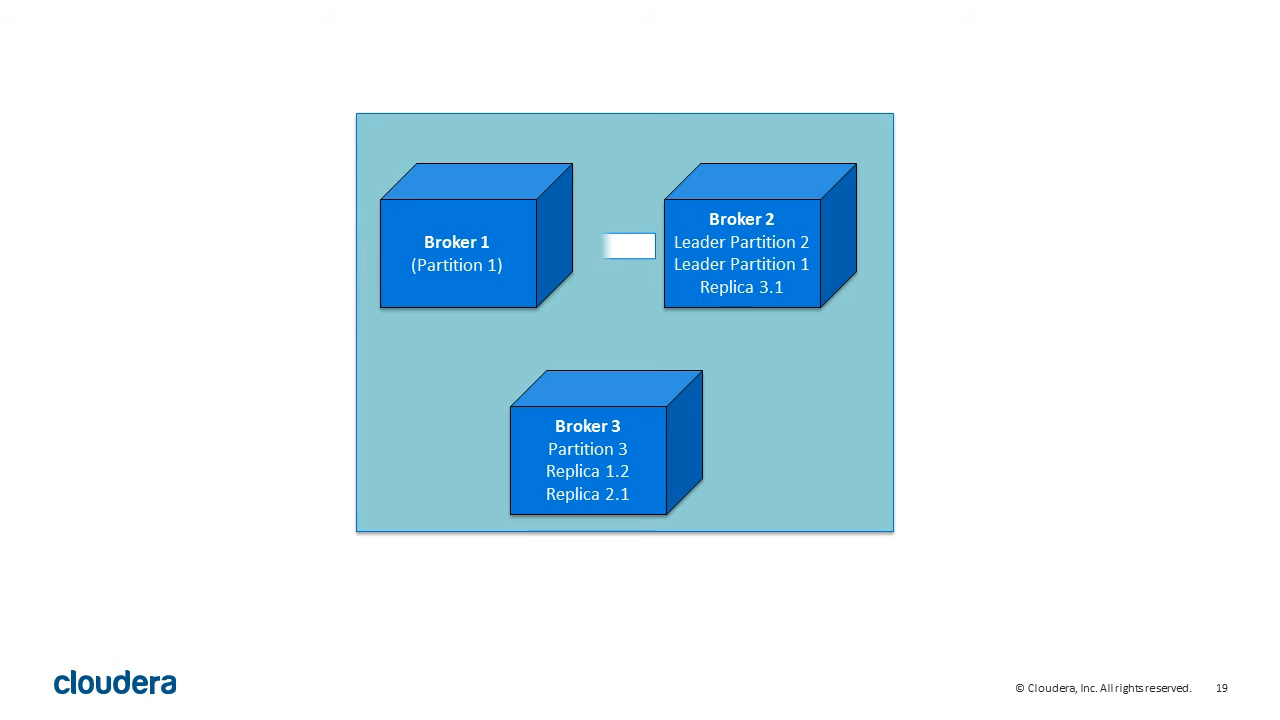 Broker 1
(Partition 1)
Broker 2
Leader Partition 2
Leader Partition 1
Replica 3.1
Broker 3
Partition 3
Replica 1.2
Replica 2.1
cloudera
© Cloudera, Inc. All rights reserved. 19